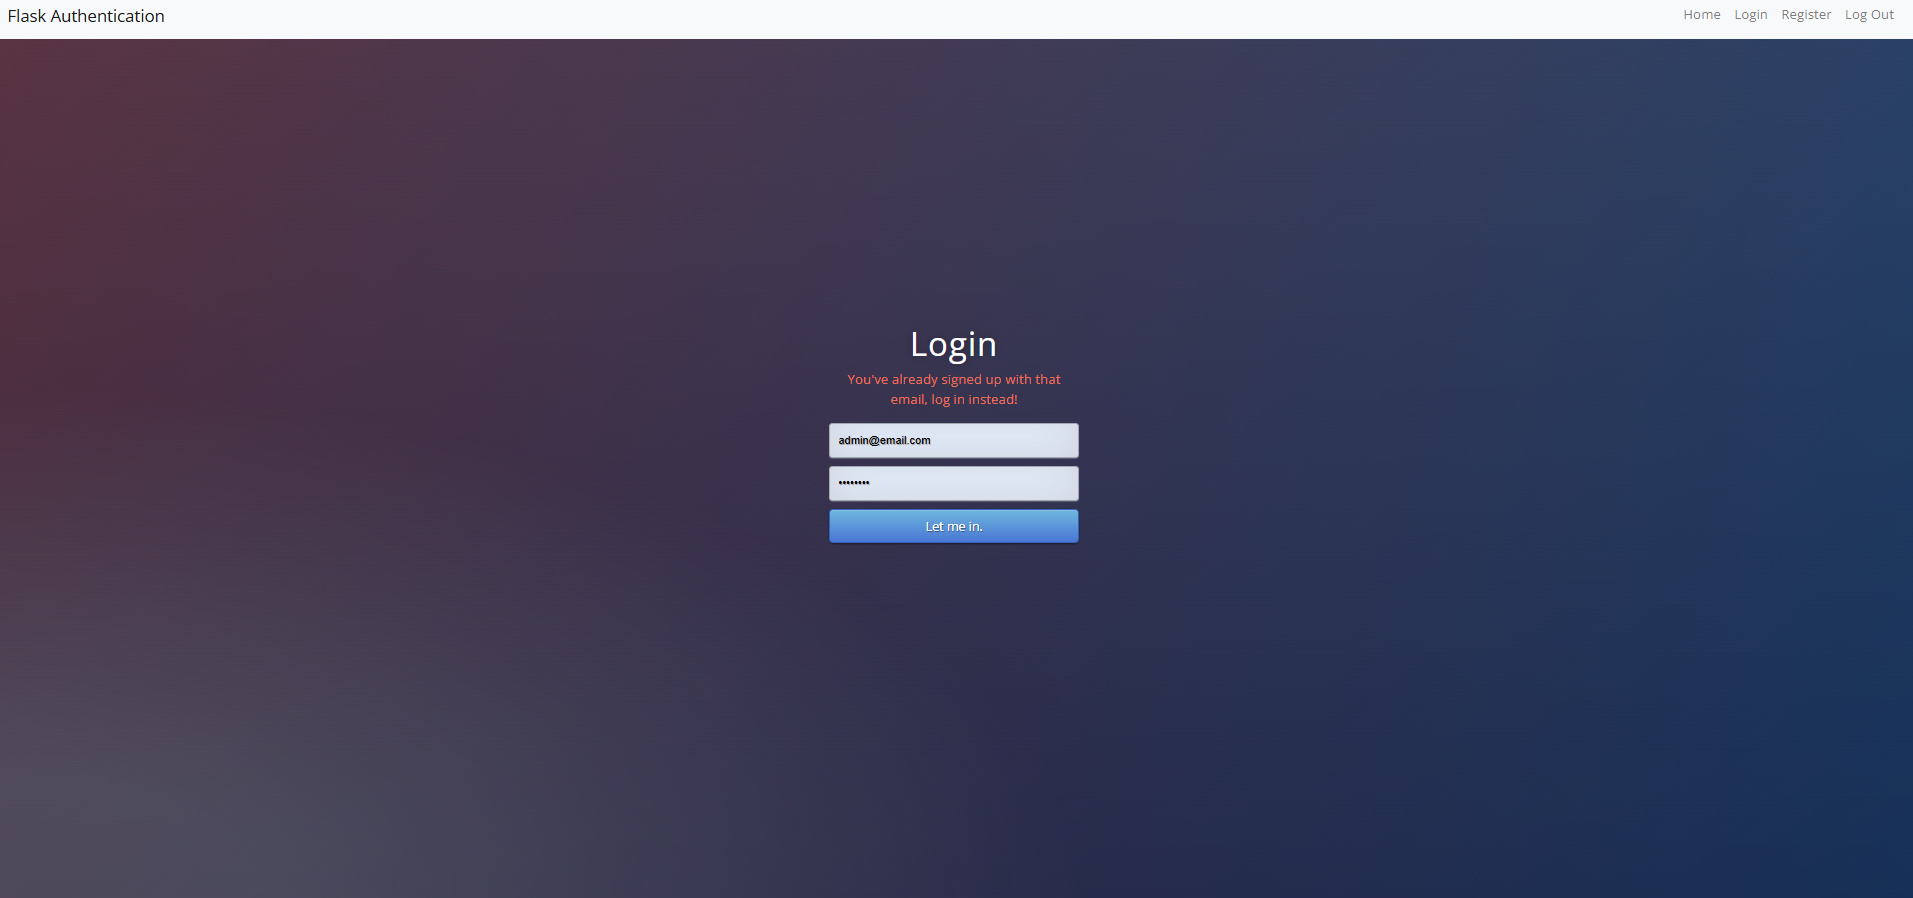 Flask Authentication
Home Login Register Log Out
Login
You've already signed up with that
email, log in instead!
admin@email.com
••••••••
Let me in.